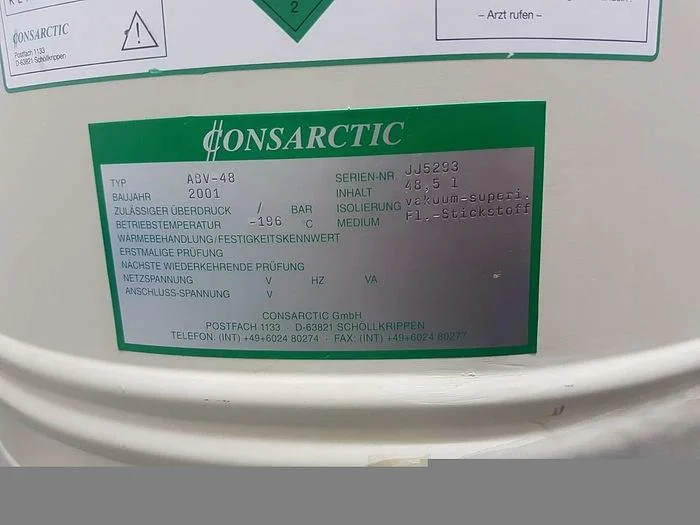 CONSARCTIC
Postfach 1133
D-63821 Schöllkrippen
2
– Arzt rufen –
CONSARCTIC
TYP ABV-48 SERIEN-NR JJ5293
BAUJAHR 2001 INHALT 48,5 l
ZULÄSSIGER ÜBERDRUCK / BAR ISOLIERUNG vakuum-superi.
BETRIEBSTEMPERATUR -196 °C MEDIUM Fl.-Stickstoff
WÄRMEBEHANDLUNG/FESTIGKEITSKENNWERT
ERSTMALIGE PRÜFUNG
NÄCHSTE WIEDERKEHRENDE PRÜFUNG
NETZSPANNUNG V HZ VA
ANSCHLUSS-SPANNUNG V
CONSARCTIC GmbH
POSTFACH 1133 · D-63821 SCHÖLLKRIPPEN
TELEFON: (INT) +49+6024 80274 · FAX: (INT) +49+6024 80277